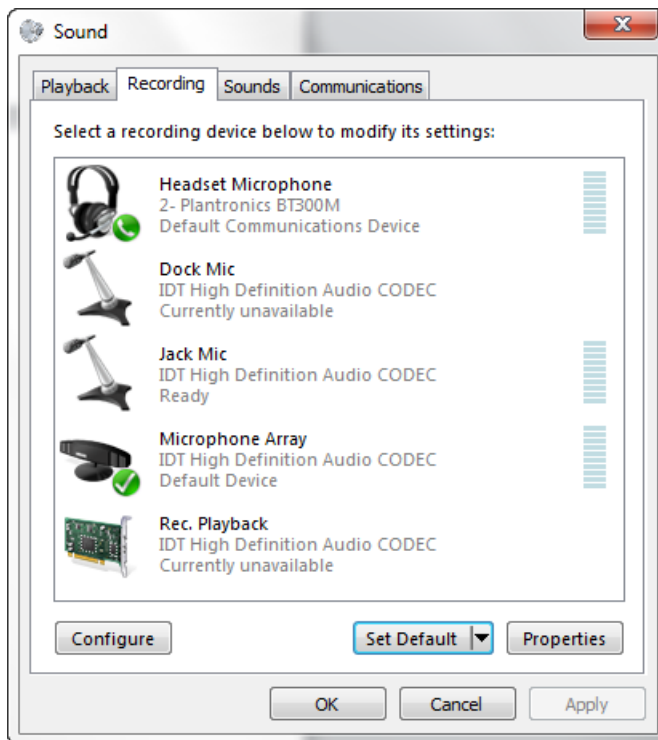 Sound
Playback Recording Sounds Communications
Select a recording device below to modify its settings:
Headset Microphone
2- Plantronics BT300M
Default Communications Device
Dock Mic
IDT High Definition Audio CODEC
Currently unavailable
Jack Mic
IDT High Definition Audio CODEC
Ready
Microphone Array
IDT High Definition Audio CODEC
Default Device
Rec. Playback
IDT High Definition Audio CODEC
Currently unavailable
Configure Set Default Properties
OK Cancel Apply